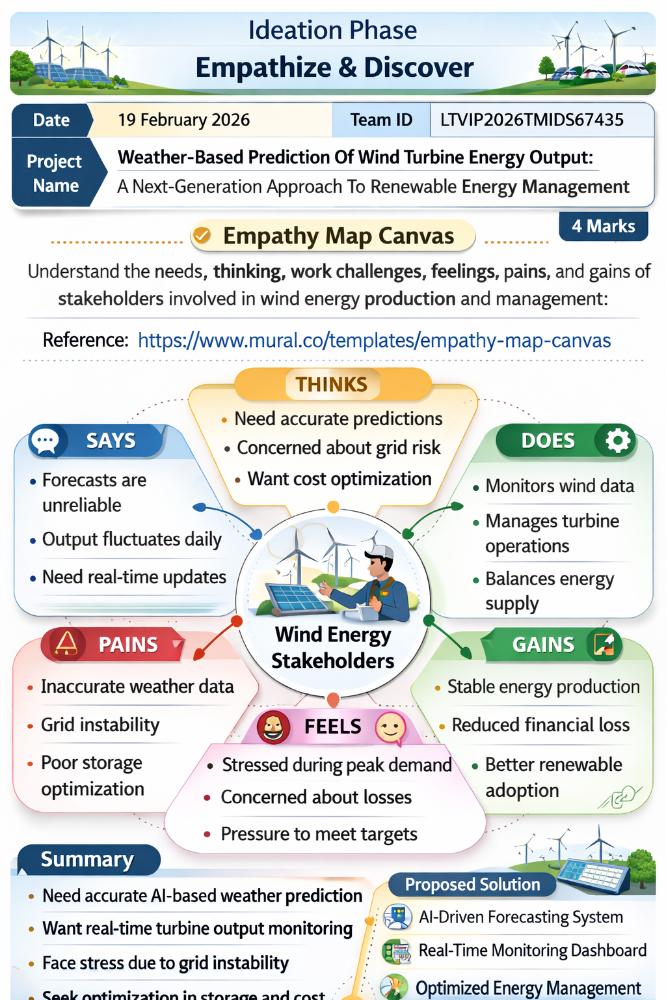 Ideation Phase
Empathize & Discover
Date
19 February 2026
Team ID
LTVIP2026TMIDS67435
Project
Name
Weather-Based Prediction Of Wind Turbine Energy Output:
A Next-Generation Approach To Renewable Energy Management
4 Marks
Empathy Map Canvas
Understand the needs, thinking, work challenges, feelings, pains, and gains of
stakeholders involved in wind energy production and management:
Reference: https://www.mural.co/templates/empathy-map-canvas
THINKS
• Need accurate predictions
• Concerned about grid risk
• Want cost optimization
SAYS
• Forecasts are
unreliable
• Output fluctuates daily
• Need real-time updates
DOES
• Monitors wind data
• Manages turbine
operations
• Balances energy
supply
Wind Energy
Stakeholders
PAINS
• Inaccurate weather data
• Grid instability
• Poor storage
optimization
GAINS
• Stable energy production
• Reduced financial loss
• Better renewable
adoption
FEELS
• Stressed during peak demand
• Concerned about losses
• Pressure to meet targets
Summary
• Need accurate AI-based weather prediction
• Want real-time turbine output monitoring
• Face stress due to grid instability
• Seek optimization in storage and cost
Proposed Solution
AI-Driven Forecasting System
Real-Time Monitoring Dashboard
Optimized Energy Management